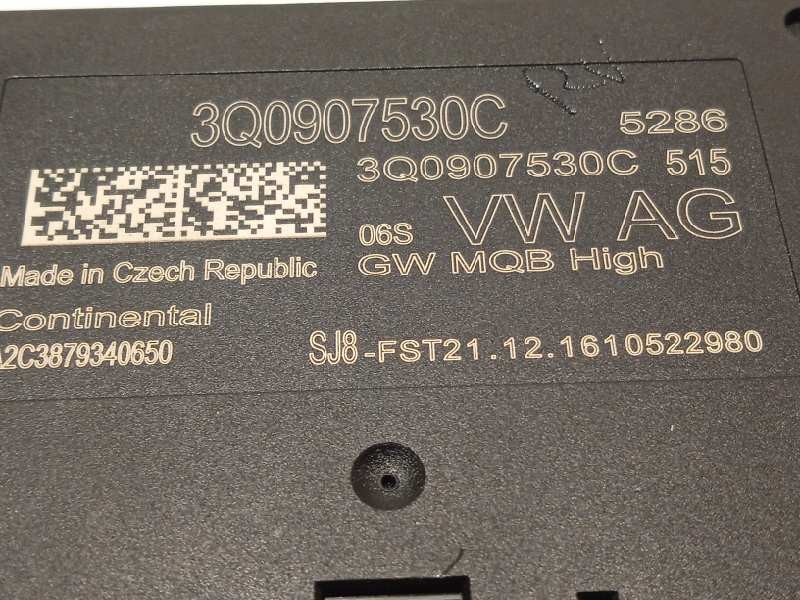 3Q0907530C
5286
3Q0907530C 515
06S VW AG
GW MQB High
Made in Czech Republic
Continental
A2C3879340650
SJ8-FST21.12.1610522980